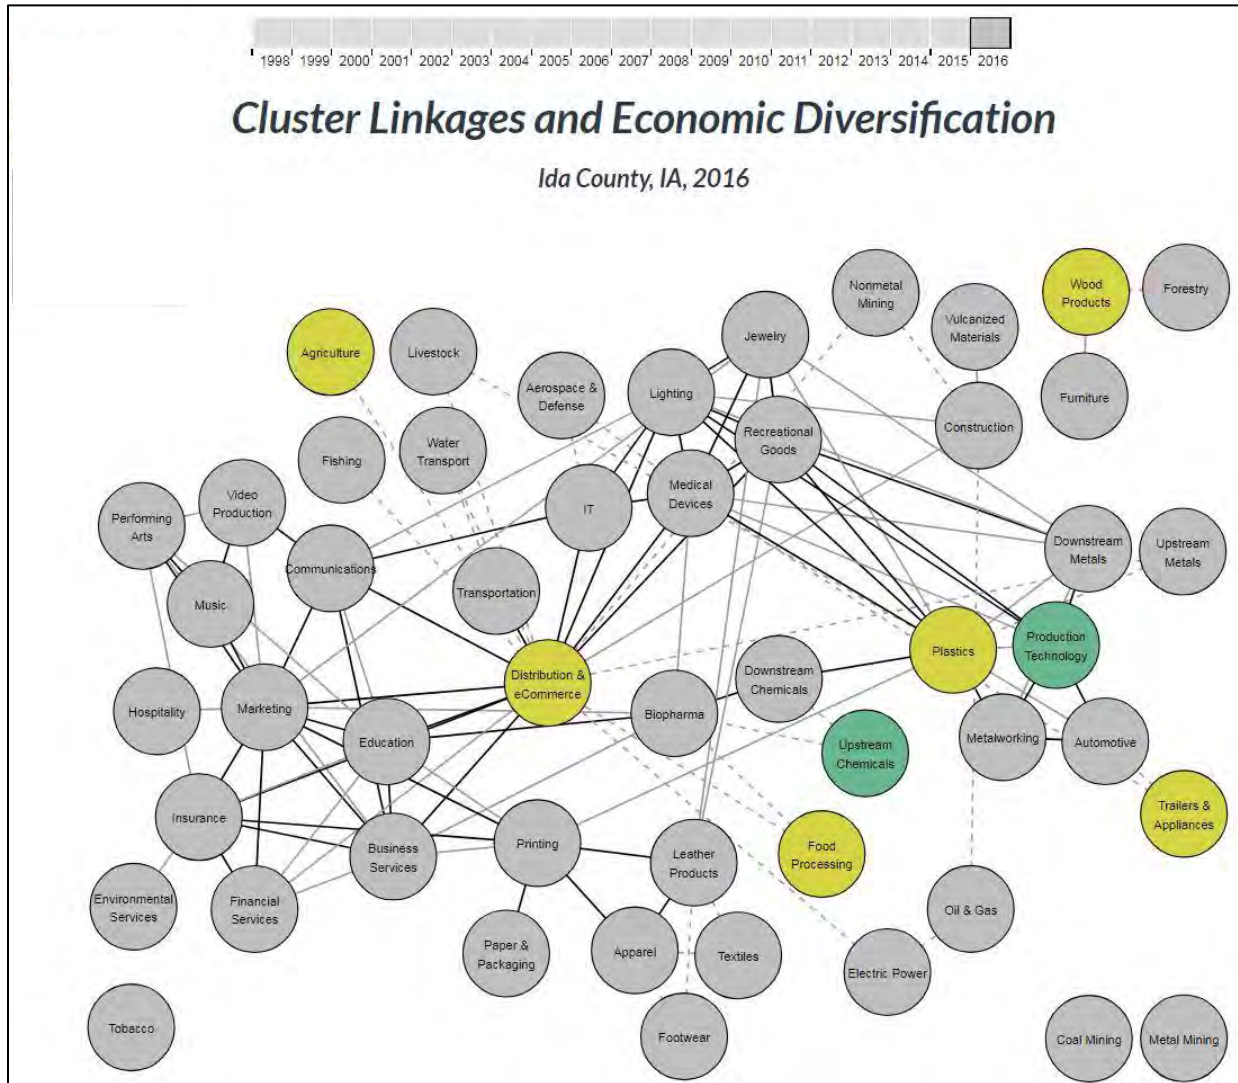 1998 1999 2000 2001 2002 2003 2004 2005 2006 2007 2008 2009 2010 2011 2012 2013 2014 2015 2016
Cluster Linkages and Economic Diversification
Ida County, IA, 2016
Nonmetal
Mining
Wood
Products
Forestry
Vulcanized
Materials
Jewelry
Agriculture
Livestock
Aerospace &
Defense
Lighting
Furniture
Recreational
Goods
Construction
Fishing
Water
Transport
Video
Production
Medical
Devices
IT
Performing
Arts
Downstream
Metals
Upstream
Metals
Communications
Transportation
Music
Plastics
Production
Technology
Distribution &
eCommerce
Downstream
Chemicals
Hospitality
Marketing
Biopharma
Education
Metalworking
Automotive
Upstream
Chemicals
Insurance
Trailers &
Appliances
Business
Services
Printing
Leather
Products
Food
Processing
Environmental
Services
Financial
Services
Oil & Gas
Paper &
Packaging
Apparel
Textiles
Electric Power
Tobacco
Footwear
Coal Mining
Metal Mining